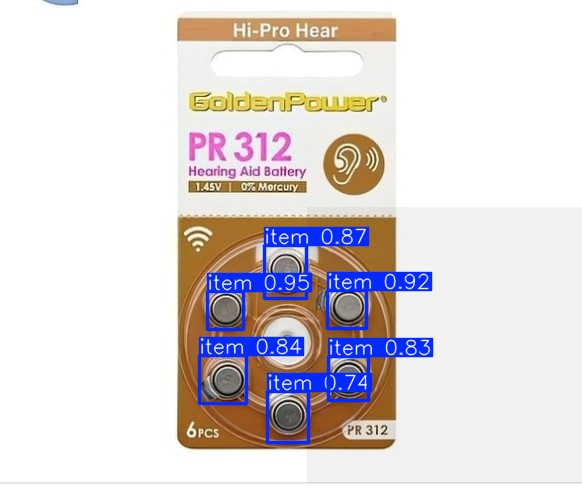 Hi-Pro Hear
GoldenPower®
PR 312
Hearing Aid Battery
1.45V | 0% Mercury
item 0.87
item 0.95
item 0.92
item 0.84
item 0.83
item 0.74
6PCS
PR 312